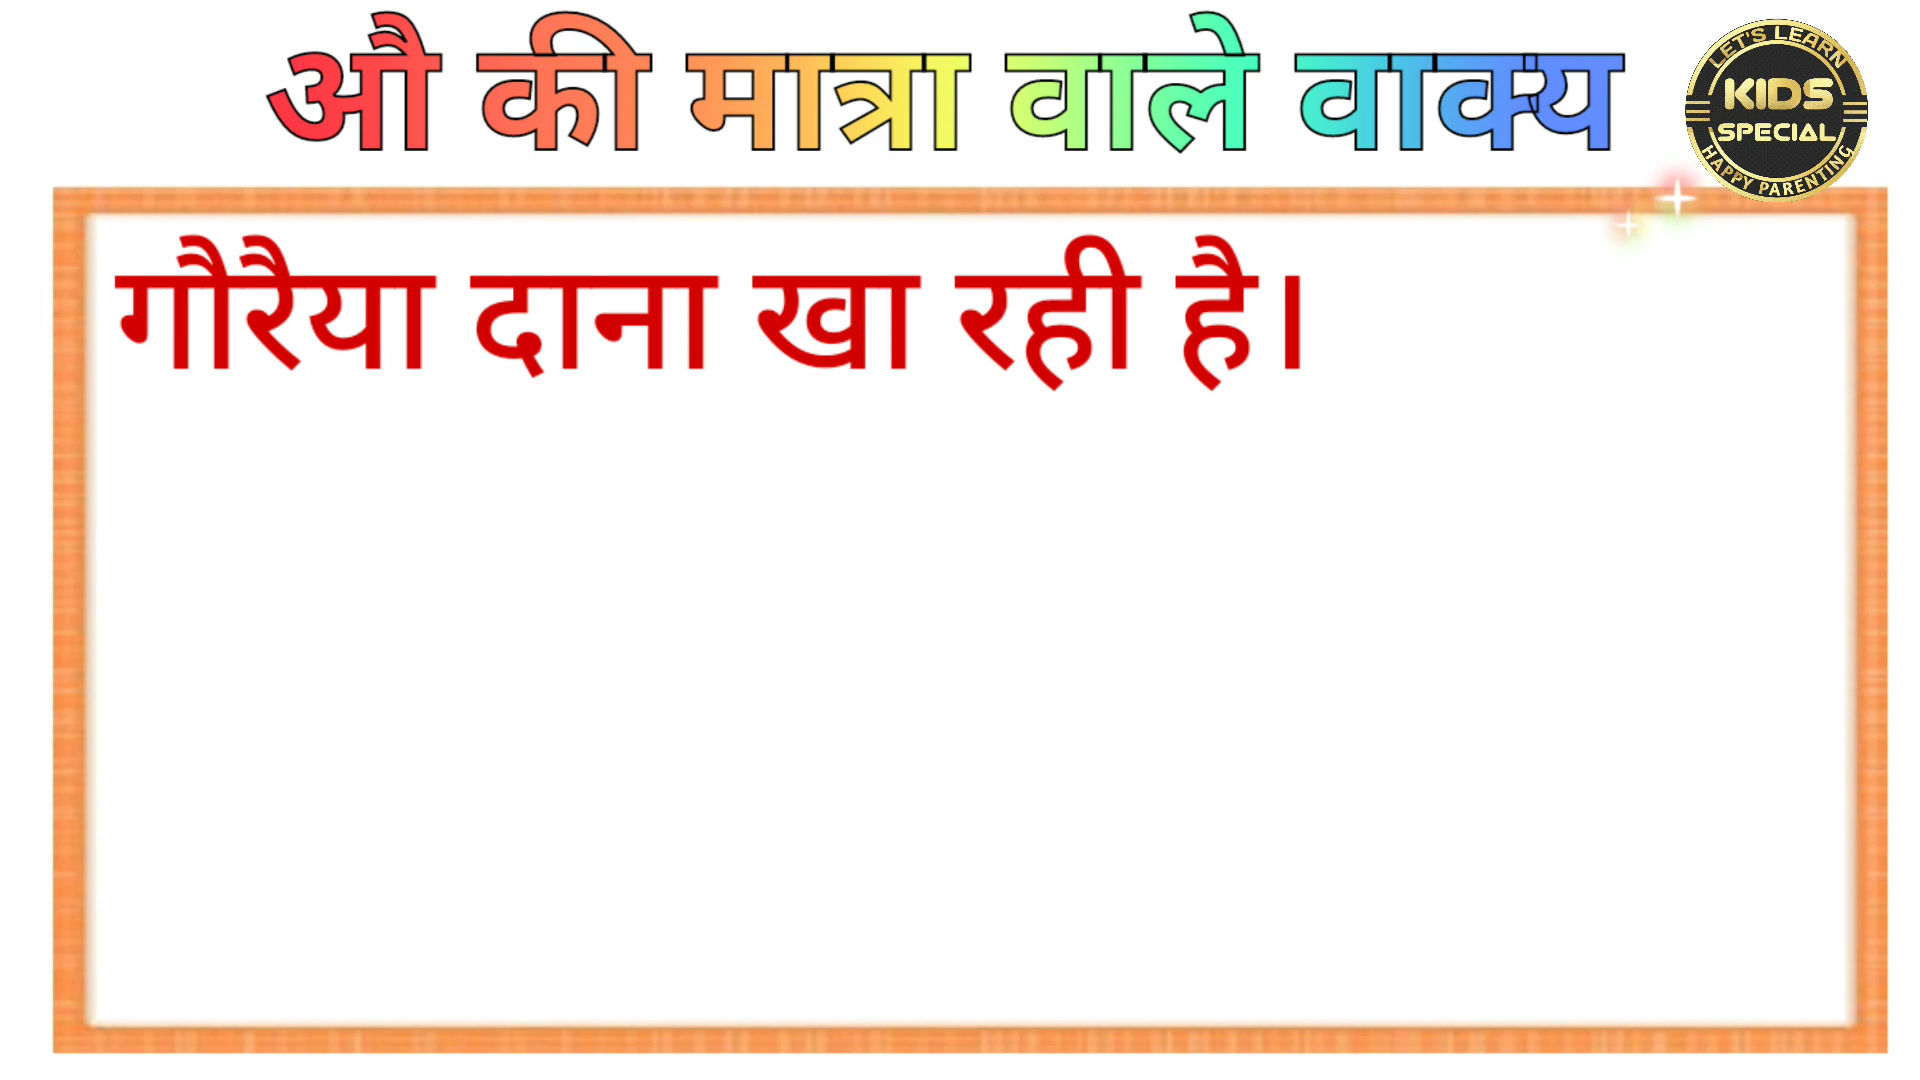 औ की मात्रा वाले वाक्य
LET'S LEARN
KIDS
SPECIAL
HAPPY PARENTING
गौरैया दाना खा रही है।